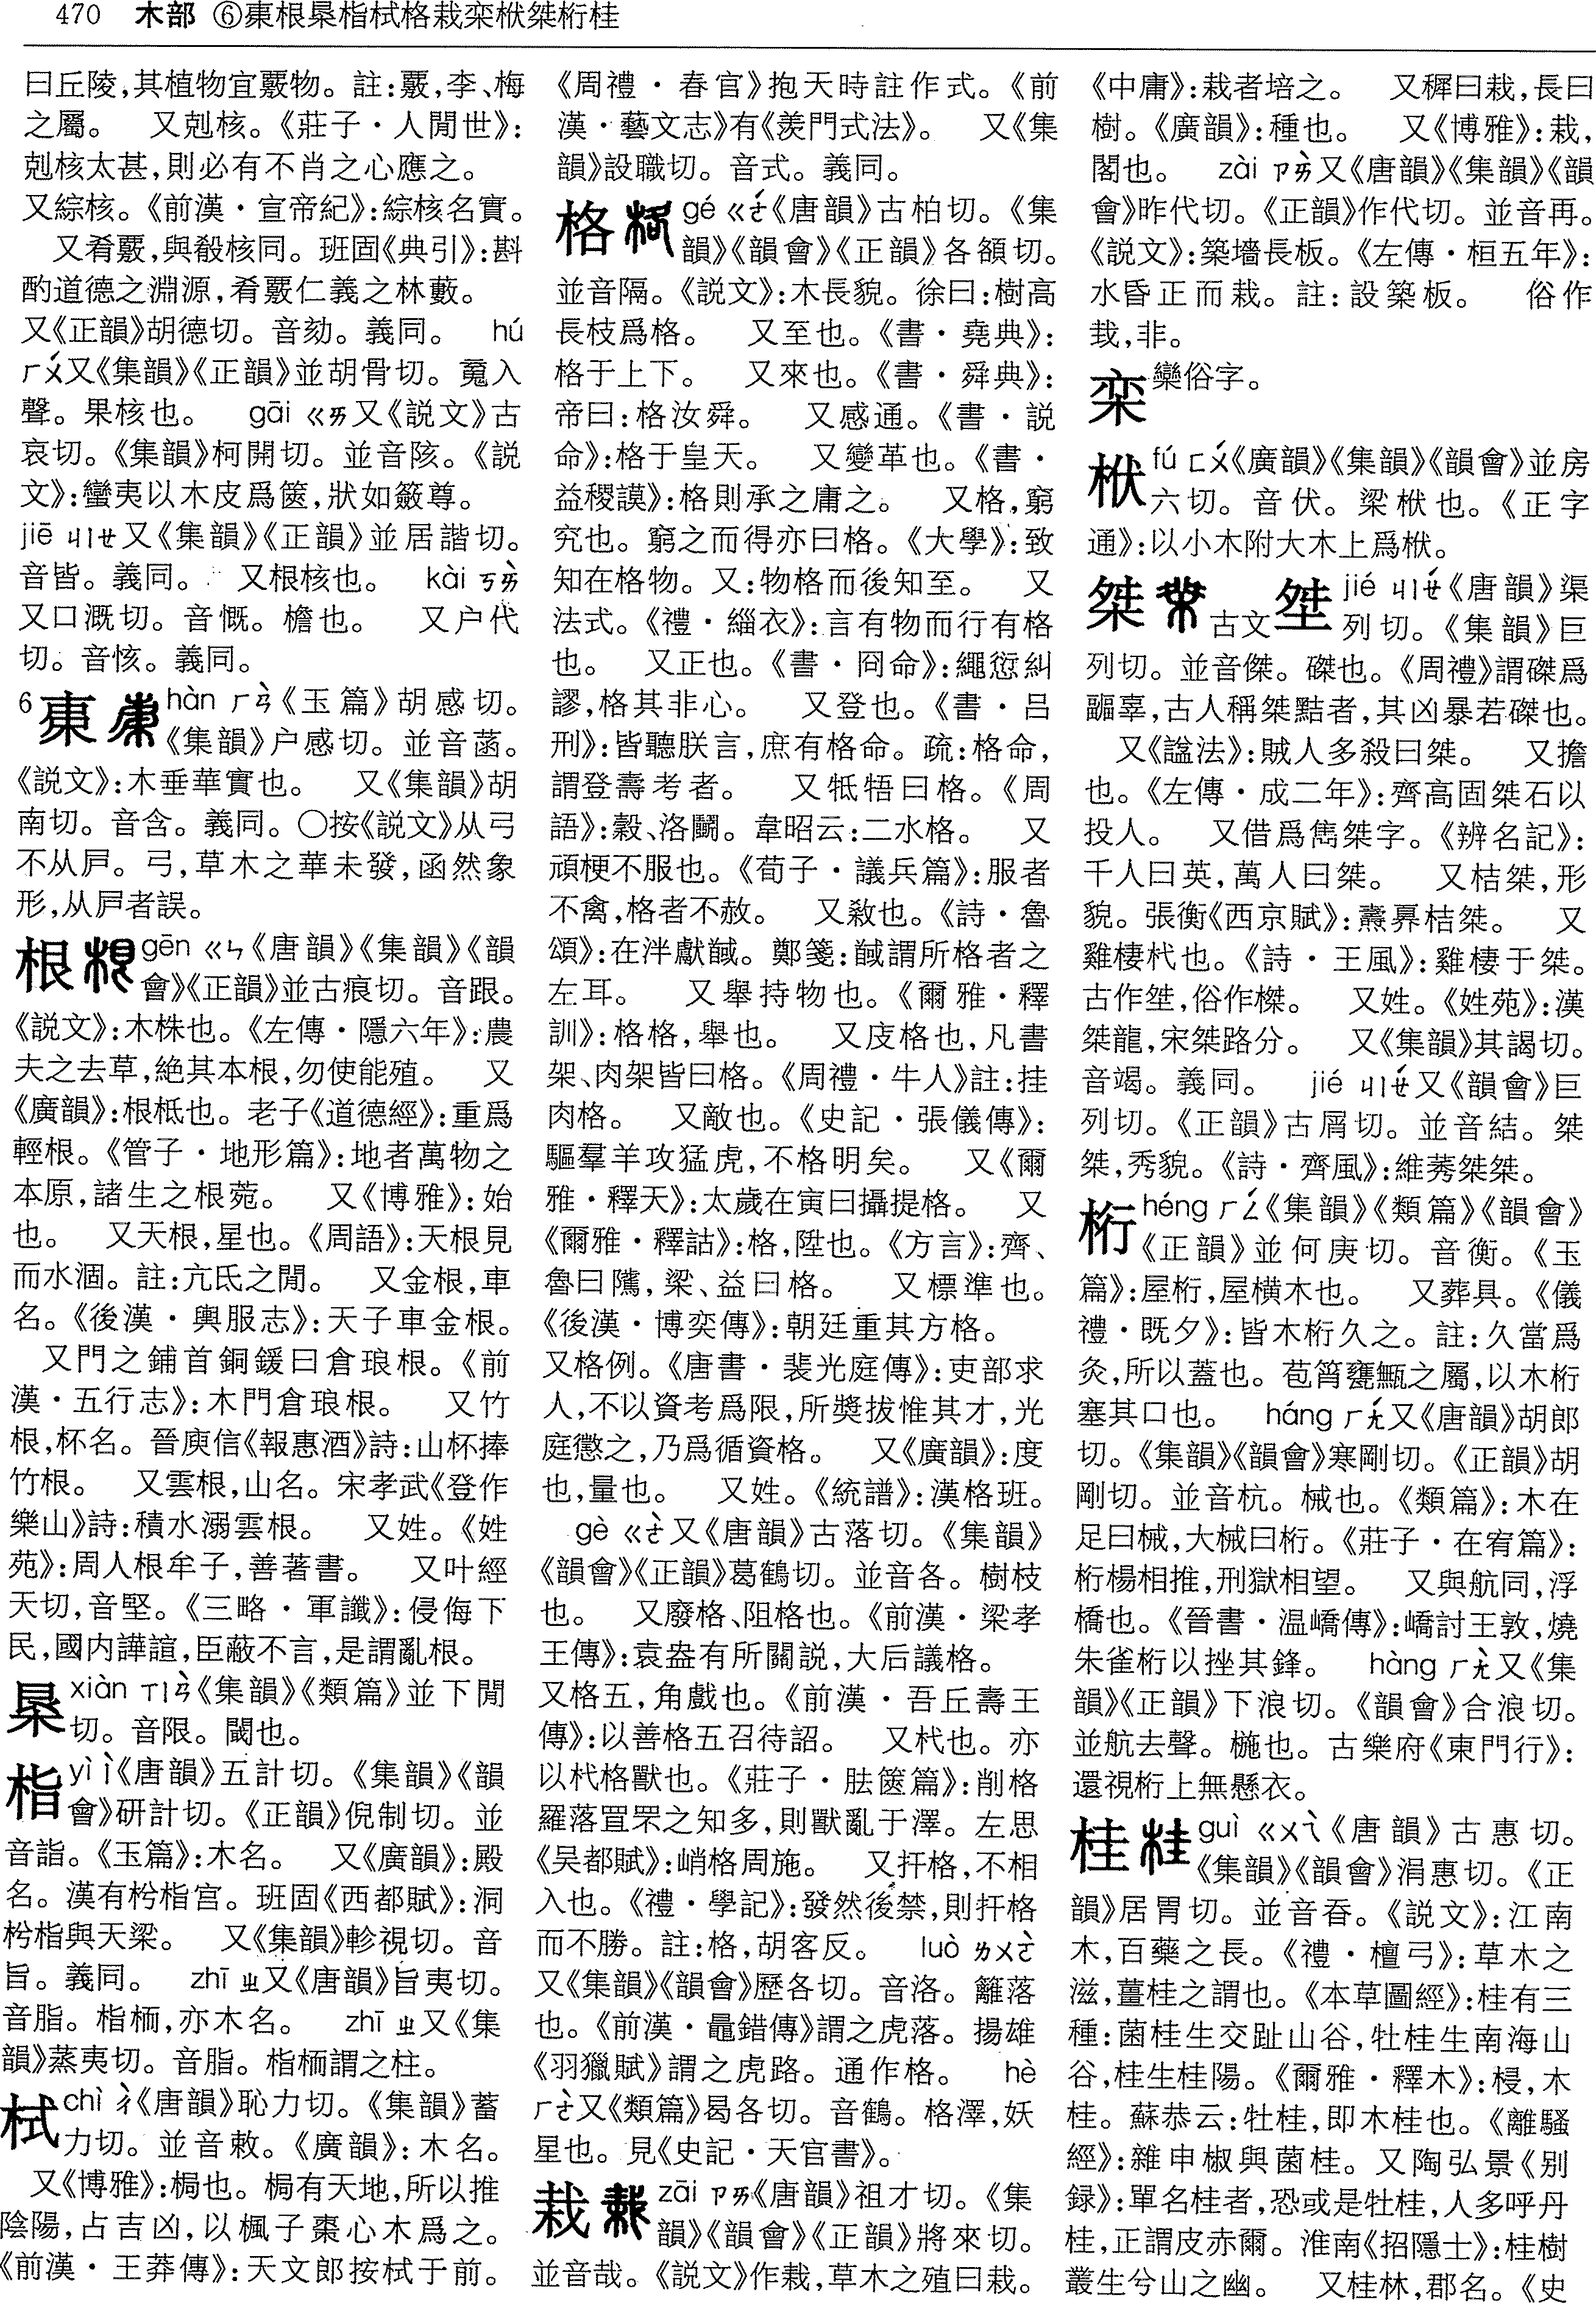 470 木部 ⑥㯥根㮓栺栻格栽栾栿桀桁桂
曰丘陵,其植物宜覈物。註:覈,李、梅
之屬。 又剋核。《莊子·人閒世》:
剋核太甚,則必有不肖之心應之。
又綜核。《前漢·宣帝紀》:綜核名實。
又肴覈,與殽核同。班固《典引》:斟
酌道德之淵源,肴覈仁義之林藪。
又《正韻》胡德切。音劾。義同。 hú
ㄏㄨˊ又《集韻》《正韻》並胡骨切。䰟入
聲。果核也。 gāi ㄍㄞ又《説文》古
哀切。《集韻》柯開切。並音陔。《説
文》:蠻夷以木皮爲篋,狀如籢尊。
jiē ㄐㄧㄝ又《集韻》《正韻》並居諧切。
音皆。義同。 又根核也。 kài ㄎㄞˋ
又口溉切。音慨。檐也。 又户代
切。音㤥。義同。
6 hàn ㄏㄢˋ《玉篇》胡感切。
《集韻》户感切。並音菡。
《説文》:木垂華實也。 又《集韻》胡
南切。音含。義同。○按《説文》从㔾
不从戸。㔾,草木之華未發,函然象
形,从戸者誤。
根 gēn ㄍㄣ《唐韻》《集韻》《韻
會》《正韻》並古痕切。音跟。
《説文》:木株也。《左傳·隱六年》:農
夫之去草,絶其本根,勿使能殖。 又
《廣韻》:根柢也。老子《道德經》:重爲
輕根。《管子·地形篇》:地者萬物之
本原,諸生之根菀。 又《博雅》:始
也。 又天根,星也。《周語》:天根見
而水涸。註:亢氐之閒。 又金根,車
名。《後漢·輿服志》:天子車金根。
又門之鋪首銅鍰曰倉琅根。《前
漢·五行志》:木門倉琅根。 又竹
根,杯名。晉庾信《報惠酒》詩:山杯捧
竹根。 又雲根,山名。宋孝武《登作
樂山》詩:積水溺雲根。 又姓。《姓
苑》:周人根牟子,善著書。 又叶經
天切,音堅。《三略·軍讖》:侵侮下
民,國内譁諠,臣蔽不言,是謂亂根。
xiàn ㄒㄧㄢˋ《集韻》《類篇》並下閒
切。音限。閾也。
栺 yì ㄧˋ《唐韻》五計切。《集韻》《韻
會》研計切。《正韻》倪制切。並
音詣。《玉篇》:木名。 又《廣韻》:殿
名。漢有枍栺宫。班固《西都賦》:洞
枍栺與天梁。 又《集韻》軫視切。音
旨。義同。 zhī ㄓ又《唐韻》旨夷切。
音脂。栺栭,亦木名。 zhī ㄓ又《集
韻》蒸夷切。音脂。栺栭謂之柱。
栻 chì ㄔˋ《唐韻》恥力切。《集韻》蓄
力切。並音敕。《廣韻》:木名。
又《博雅》:梮也。梮有天地,所以推
陰陽,占吉凶,以楓子棗心木爲之。
《前漢·王莽傳》:天文郎按栻于前。
《周禮·春官》抱天時註作式。《前
漢·藝文志》有《羨門式法》。 又《集
韻》設職切。音式。義同。
格 gé ㄍㄜˊ《唐韻》古柏切。《集
韻》《韻會》《正韻》各額切。
並音隔。《説文》:木長貌。徐曰:樹高
長枝爲格。 又至也。《書·堯典》:
格于上下。 又來也。《書·舜典》:
帝曰:格汝舜。 又感通。《書·説
命》:格于皇天。 又變革也。《書·
益稷謨》:格則承之庸之。 又格,窮
究也。窮之而得亦曰格。《大學》:致
知在格物。又:物格而後知至。 又
法式。《禮·緇衣》:言有物而行有格
也。 又正也。《書·冏命》:繩愆糾
謬,格其非心。 又登也。《書·吕
刑》:皆聽朕言,庶有格命。疏:格命,
謂登壽考者。 又牴牾曰格。《周
語》:穀、洛鬭。韋昭云:二水格。 又
頑梗不服也。《荀子·議兵篇》:服者
不禽,格者不赦。 又敘也。《詩·魯
頌》:在泮獻馘。鄭箋:馘謂所格者之
左耳。 又舉持物也。《爾雅·釋
訓》:格格,舉也。 又庋格也,凡書
架、肉架皆曰格。《周禮·牛人》註:挂
肉格。 又敵也。《史記·張儀傳》:
驅羣羊攻猛虎,不格明矣。 又《爾
雅·釋天》:太歲在寅曰攝提格。 又
《爾雅·釋詁》:格,陞也。《方言》:齊、
魯曰隲,梁、益曰格。 又標準也。
《後漢·博奕傳》:朝廷重其方格。
又格例。《唐書·裴光庭傳》:吏部求
人,不以資考爲限,所獎拔惟其才,光
庭懲之,乃爲循資格。 又《廣韻》:度
也,量也。 又姓。《統譜》:漢格班。
gè ㄍㄜˋ又《唐韻》古落切。《集韻》
《韻會》《正韻》葛鶴切。並音各。樹枝
也。 又廢格、阻格也。《前漢·梁孝
王傳》:袁盎有所關説,大后議格。
又格五,角戲也。《前漢·吾丘壽王
傳》:以善格五召待詔。 又杙也。亦
以杙格獸也。《莊子·胠篋篇》:削格
羅落罝罘之知多,則獸亂于澤。左思
《吴都賦》:峭格周施。 又扞格,不相
入也。《禮·學記》:發然後禁,則扞格
而不勝。註:格,胡客反。 luò ㄌㄨㄛˋ
又《集韻》《韻會》歷各切。音洛。籬落
也。《前漢·鼂錯傳》謂之虎落。揚雄
《羽獵賦》謂之虎路。通作格。 hè
ㄏㄜˋ又《類篇》曷各切。音鶴。格澤,妖
星也。見《史記·天官書》。
栽 zāi ㄗㄞ《唐韻》祖才切。《集
韻》《韻會》《正韻》將來切。
並音哉。《説文》作栽,草木之殖曰栽。
《中庸》:栽者培之。 又穉曰栽,長曰
樹。《廣韻》:種也。 又《博雅》:栽,
閣也。 zài ㄗㄞˋ又《唐韻》《集韻》《韻
會》昨代切。《正韻》作代切。並音再。
《説文》:築墻長板。《左傳·桓五年》:
水昏正而栽。註:設築板。 俗作
㦲,非。
栾 欒俗字。
栿 fú ㄈㄨˊ《廣韻》《集韻》《韻會》並房
六切。音伏。梁栿也。《正字
通》:以小木附大木上爲栿。
桀 古文 jié ㄐㄧㄝˊ《唐韻》渠
列切。《集韻》巨
列切。並音傑。磔也。《周禮》謂磔爲
疈辜,古人稱桀黠者,其凶暴若磔也。
又《諡法》:賊人多殺曰桀。 又擔
也。《左傳·成二年》:齊高固桀石以
投人。 又借爲雋桀字。《辨名記》:
千人曰英,萬人曰桀。 又桔桀,形
貌。張衡《西京賦》:㷋奡桔桀。 又
雞棲杙也。《詩·王風》:雞棲于桀。
古作㘶,俗作榤。 又姓。《姓苑》:漢
桀龍,宋桀路分。 又《集韻》其謁切。
音竭。義同。 jié ㄐㄧㄝˊ又《韻會》巨
列切。《正韻》古屑切。並音結。桀
桀,秀貌。《詩·齊風》:維莠桀桀。
桁 héng ㄏㄥˊ《集韻》《類篇》《韻會》
《正韻》並何庚切。音衡。《玉
篇》:屋桁,屋橫木也。 又葬具。《儀
禮·既夕》:皆木桁久之。註:久當爲
灸,所以蓋也。苞筲甕甒之屬,以木桁
塞其口也。 háng ㄏㄤˊ又《唐韻》胡郎
切。《集韻》《韻會》寒剛切。《正韻》胡
剛切。並音杭。械也。《類篇》:木在
足曰械,大械曰桁。《莊子·在宥篇》:
桁楊相推,刑獄相望。 又與航同,浮
橋也。《晉書·温嶠傳》:嶠討王敦,燒
朱雀桁以挫其鋒。 hàng ㄏㄤˋ又《集
韻》《正韻》下浪切。《韻會》合浪切。
並航去聲。椸也。古樂府《東門行》:
還視桁上無懸衣。
桂 guì ㄍㄨㄟˋ《唐韻》古惠切。
《集韻》《韻會》涓惠切。《正
韻》居胃切。並音昋。《説文》:江南
木,百藥之長。《禮·檀弓》:草木之
滋,薑桂之謂也。《本草圖經》:桂有三
種:菌桂生交趾山谷,牡桂生南海山
谷,桂生桂陽。《爾雅·釋木》:梫,木
桂。蘇恭云:牡桂,即木桂也。《離騷
經》:雜申椒與菌桂。又陶弘景《别
録》:單名桂者,恐或是牡桂,人多呼丹
桂,正謂皮赤爾。淮南《招隱士》:桂樹
叢生兮山之幽。 又桂林,郡名。《史